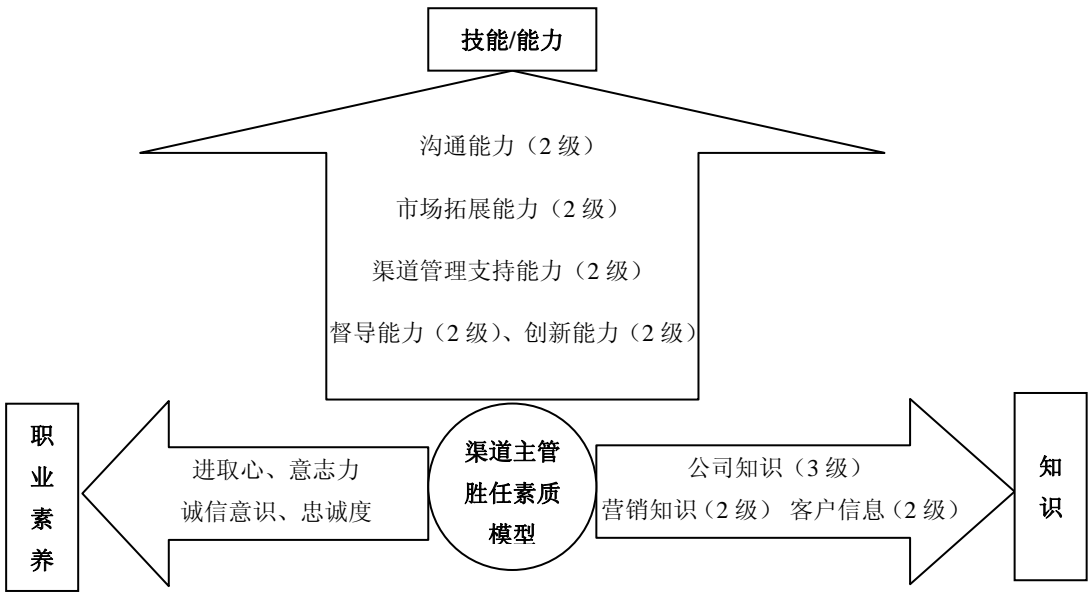 技能/能力
沟通能力（2 级）
市场拓展能力（2 级）
渠道管理支持能力（2 级）
督导能力（2 级）、创新能力（2 级）
职业素养
进取心、意志力
诚信意识、忠诚度
渠道主管
胜任素质
模型
公司知识（3 级）
营销知识（2 级） 客户信息（2 级）
知识